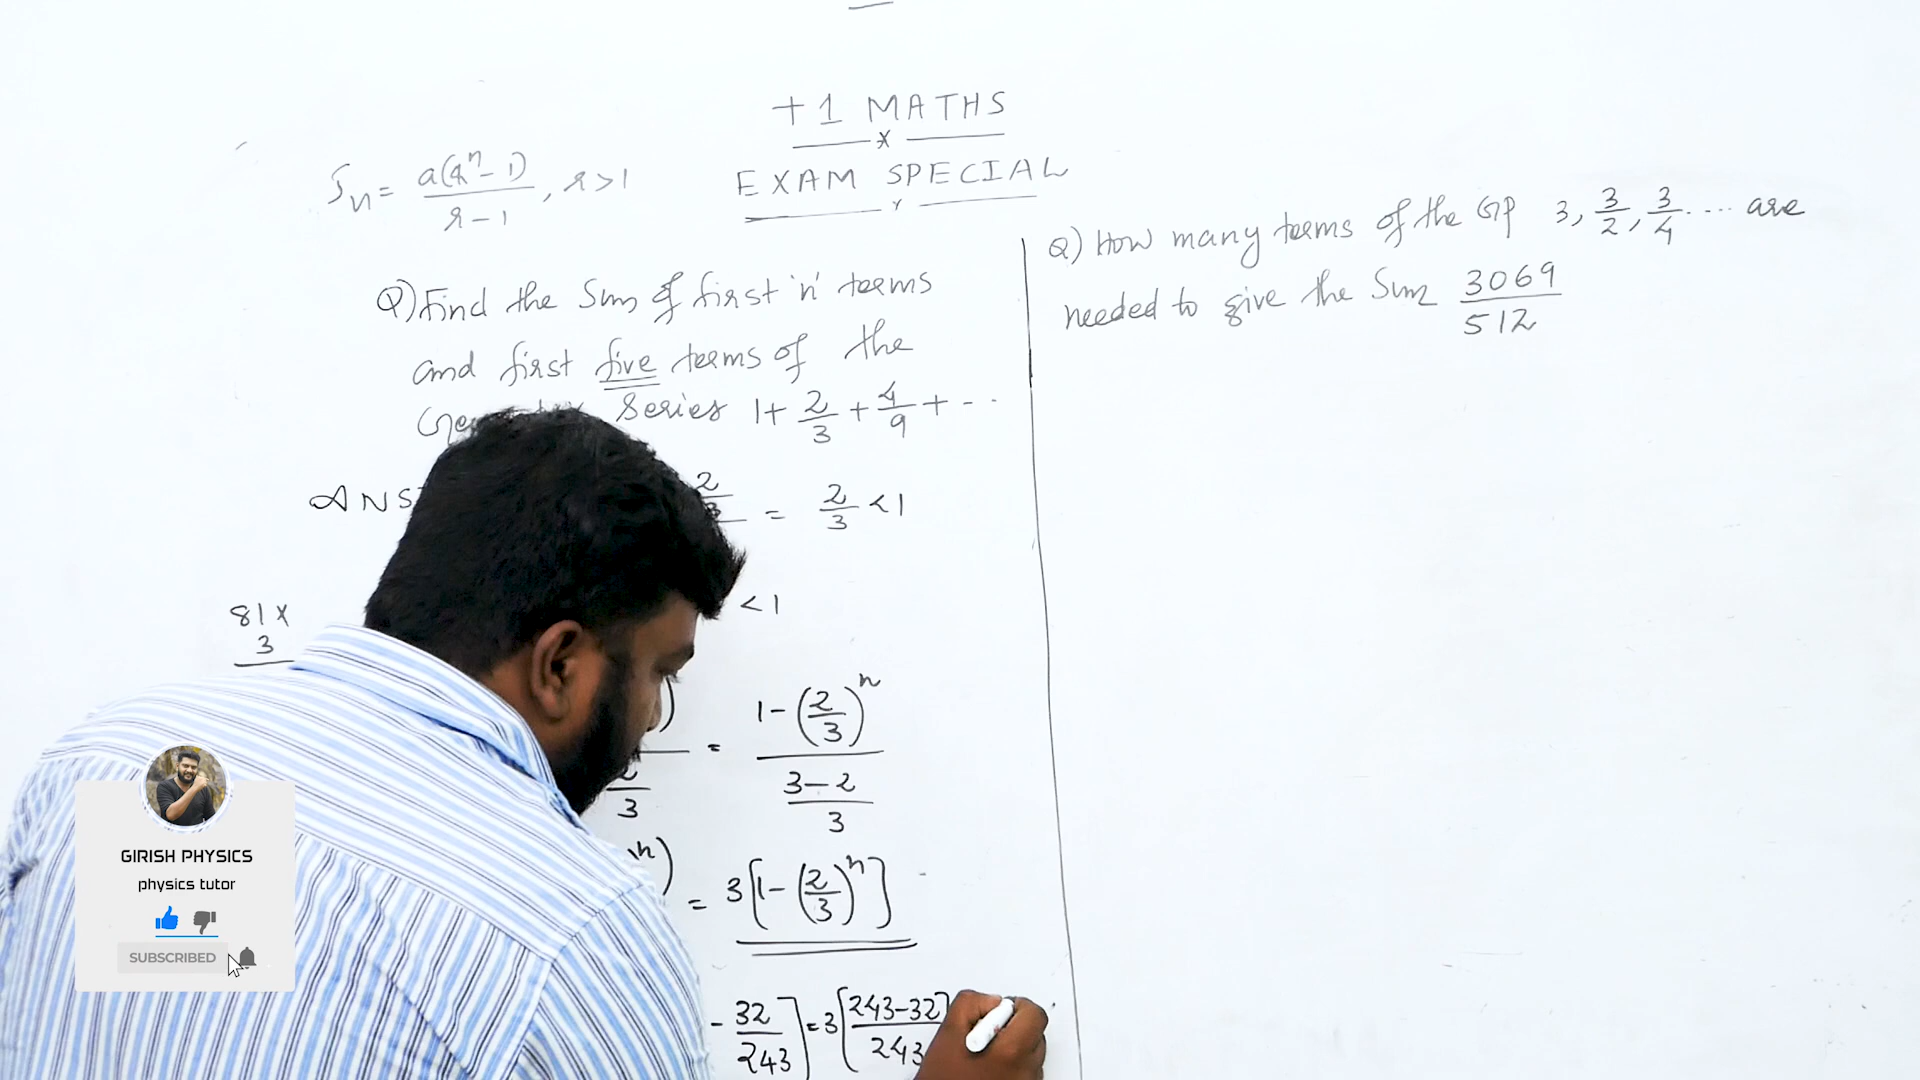 +1 MATHS
EXAM SPECIAL
Sn = a(r^n - 1) / r - 1, r > 1
Q) Find the Sum of first 'n' terms
and first five terms of the
Series 1 + 2/3 + 4/9 + ...
ANS
2/3 = 2/3 < 1
< 1
81 x
3
= 1 - (2/3)^n / (3 - 2)/3
3
= 3[1 - (2/3)^n]
- 32/243] = 3[243 - 32 / 243
Q) How many terms of the GP 3, 3/2, 3/4 .... are
needed to give the Sum 3069/512
GIRISH PHYSICS
physics tutor
SUBSCRIBED